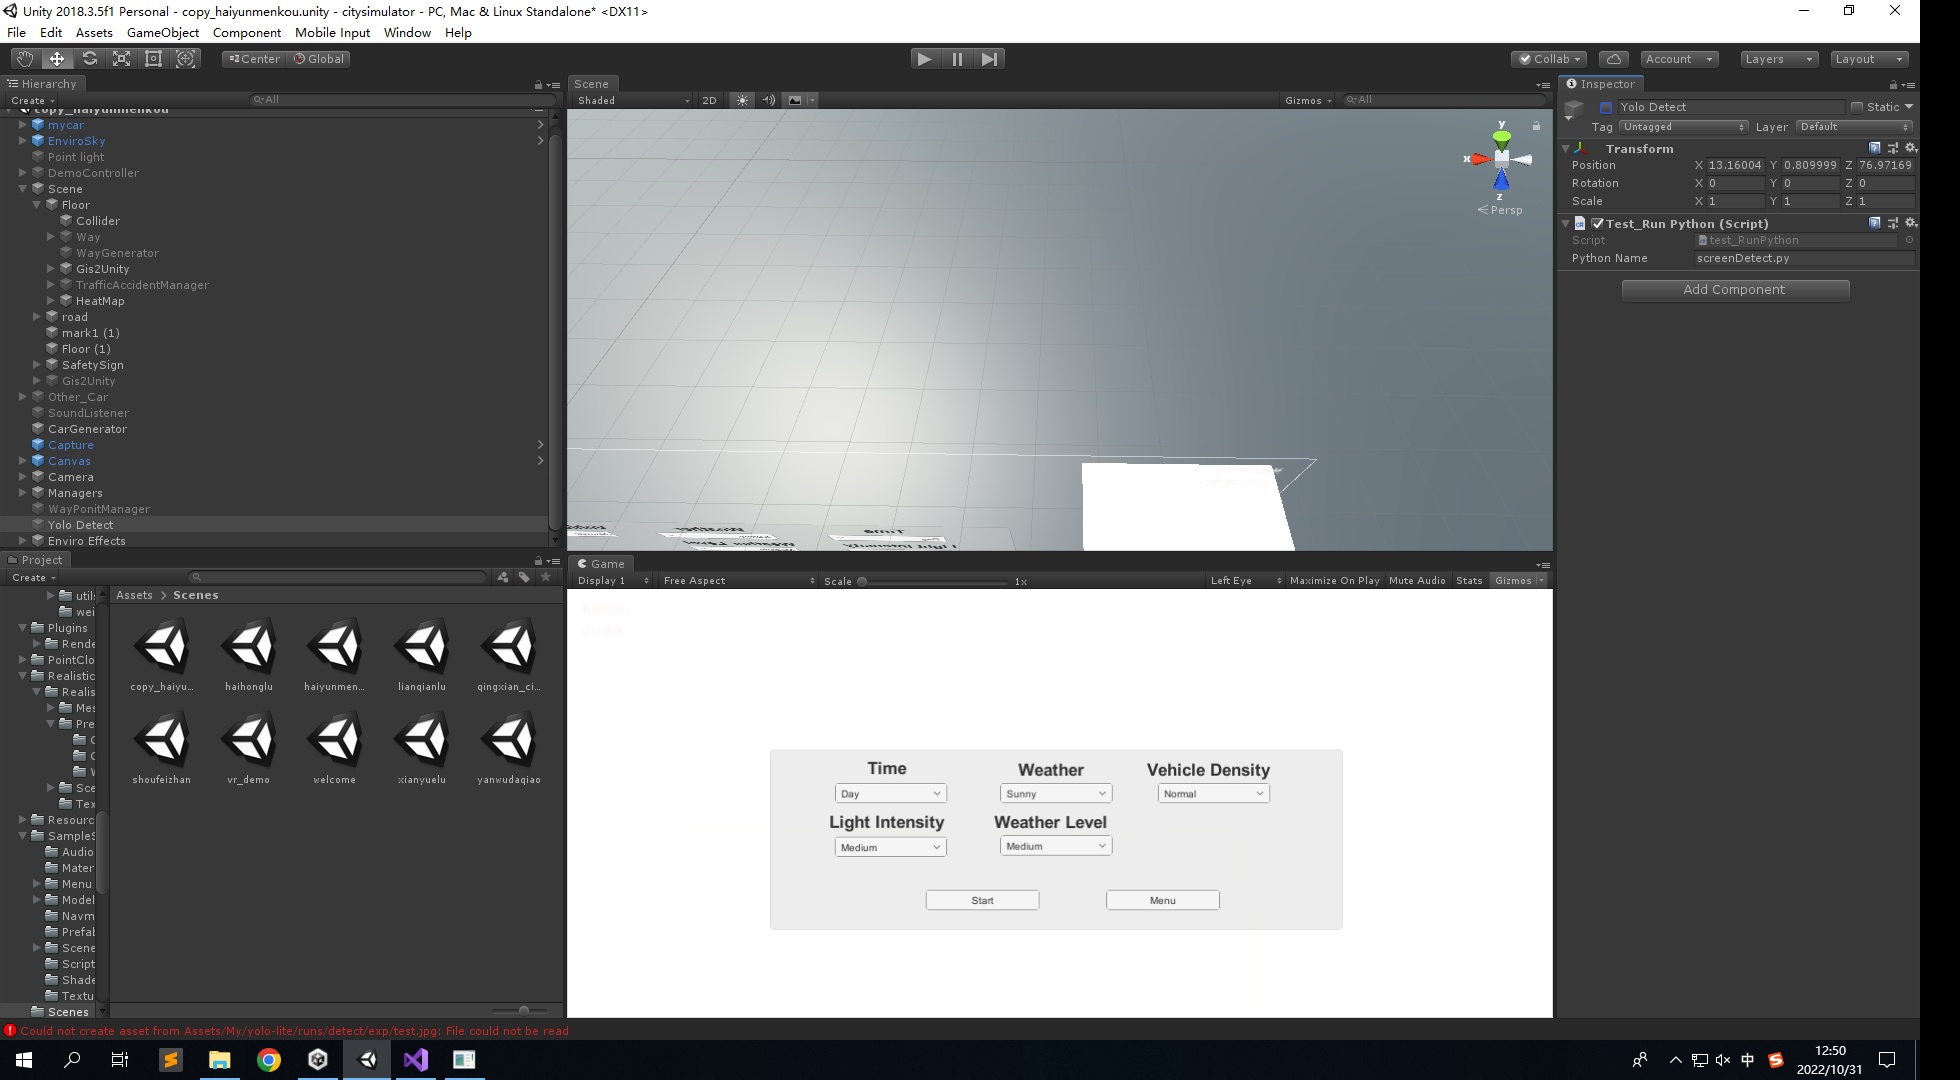 Unity 2018.3.5f1 Personal - copy_haiyunmenkou.unity - citysimulator - PC, Mac & Linux Standalone* <DX11>
File Edit Assets GameObject Component Mobile Input Window Help
Center Global Collab Account Layers Layout
Hierarchy
Create All
copy_haiyunmenkou
mycar
EnviroSky
Point light
DemoController
Scene
Floor
Collider
Way
WayGenerator
Gis2Unity
TrafficAccidentManager
HeatMap
road
mark1 (1)
Floor (1)
SafetySign
Gis2Unity
Other_Car
SoundListener
CarGenerator
Capture
Canvas
Camera
Managers
WayPonitManager
Yolo Detect
Enviro Effects
Scene
Shaded 2D Gizmos All
y
x
z
Persp
Inspector
Yolo Detect Static
Tag Untagged Layer Default
Transform
Position X 13.16004 Y 0.809999 Z 76.97169
Rotation X 0 Y 0 Z 0
Scale X 1 Y 1 Z 1
Test_Run Python (Script)
Script test_RunPython
Python Name screenDetect.py
Add Component
Project
Create
utils
wei
Plugins
Rende
PointClo
Realistic
Realis
Mes
Pre
Sce
Tex
Resourc
SampleS
Audio
Mater
Menu
Model
Navm
Prefab
Scene
Script
Shade
Textu
Scenes
Assets > Scenes
copy_haiyu... haihonglu haiyunmen... lianqianlu qingxian_ci...
shoufeizhan vr_demo welcome xianyuelu yanwudaqiao
Game
Display 1 Free Aspect Scale 1x Left Eye Maximize On Play Mute Audio Stats Gizmos
Time Weather Vehicle Density
Day Sunny Normal
Light Intensity Weather Level
Medium Medium
Start Menu
Could not create asset from Assets/My/yolo-lite/runs/detect/exp/test.jpg: File could not be read
中
12:50
2022/10/31